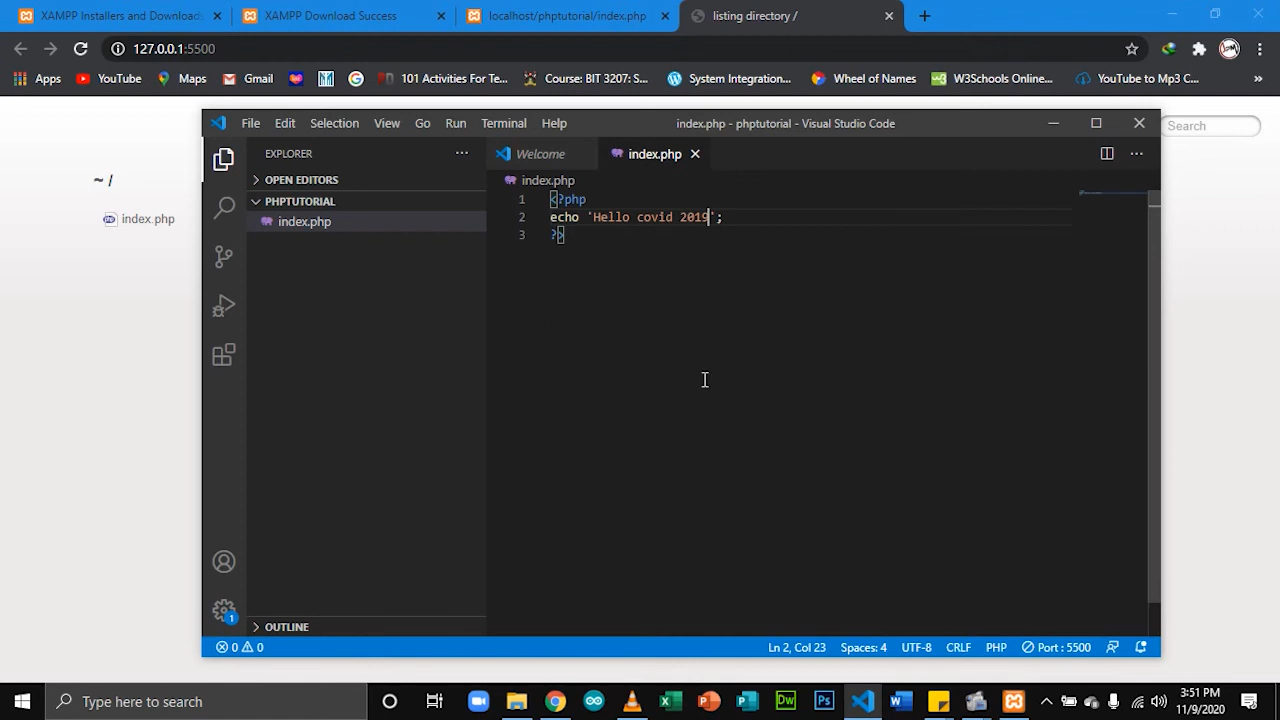 XAMPP Installers and Downloads
XAMPP Download Success
localhost/phptutorial/index.php
listing directory /
127.0.0.1:5500
Apps
YouTube
Maps
Gmail
101 Activities For Te...
Course: BIT 3207: S...
System Integration...
Wheel of Names
W3Schools Online...
YouTube to Mp3 C...
»
File Edit Selection View Go Run Terminal Help
index.php - phptutorial - Visual Studio Code
Search
~ /
index.php
EXPLORER
OPEN EDITORS
PHPTUTORIAL
index.php
OUTLINE
Welcome
index.php
index.php
1 <?php
2 echo 'Hello covid 2019';
3 ?>
1
0 0
Ln 2, Col 23
Spaces: 4
UTF-8
CRLF
PHP
Port : 5500
Type here to search
3:51 PM
11/9/2020